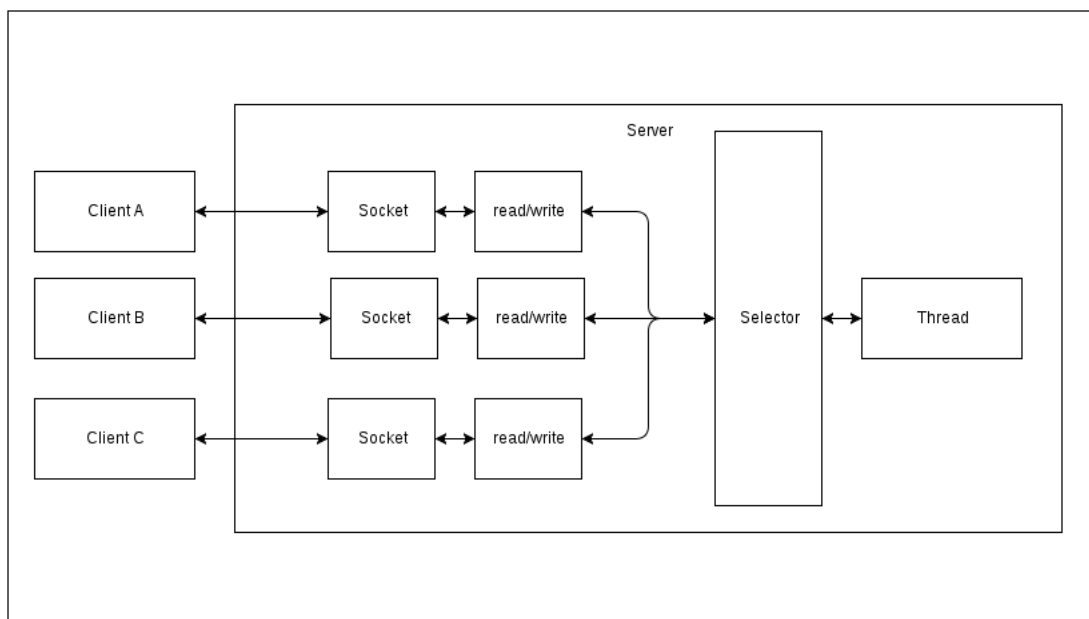 Server
Client A
Socket
read/write
Client B
Socket
read/write
Selector
Thread
Client C
Socket
read/write